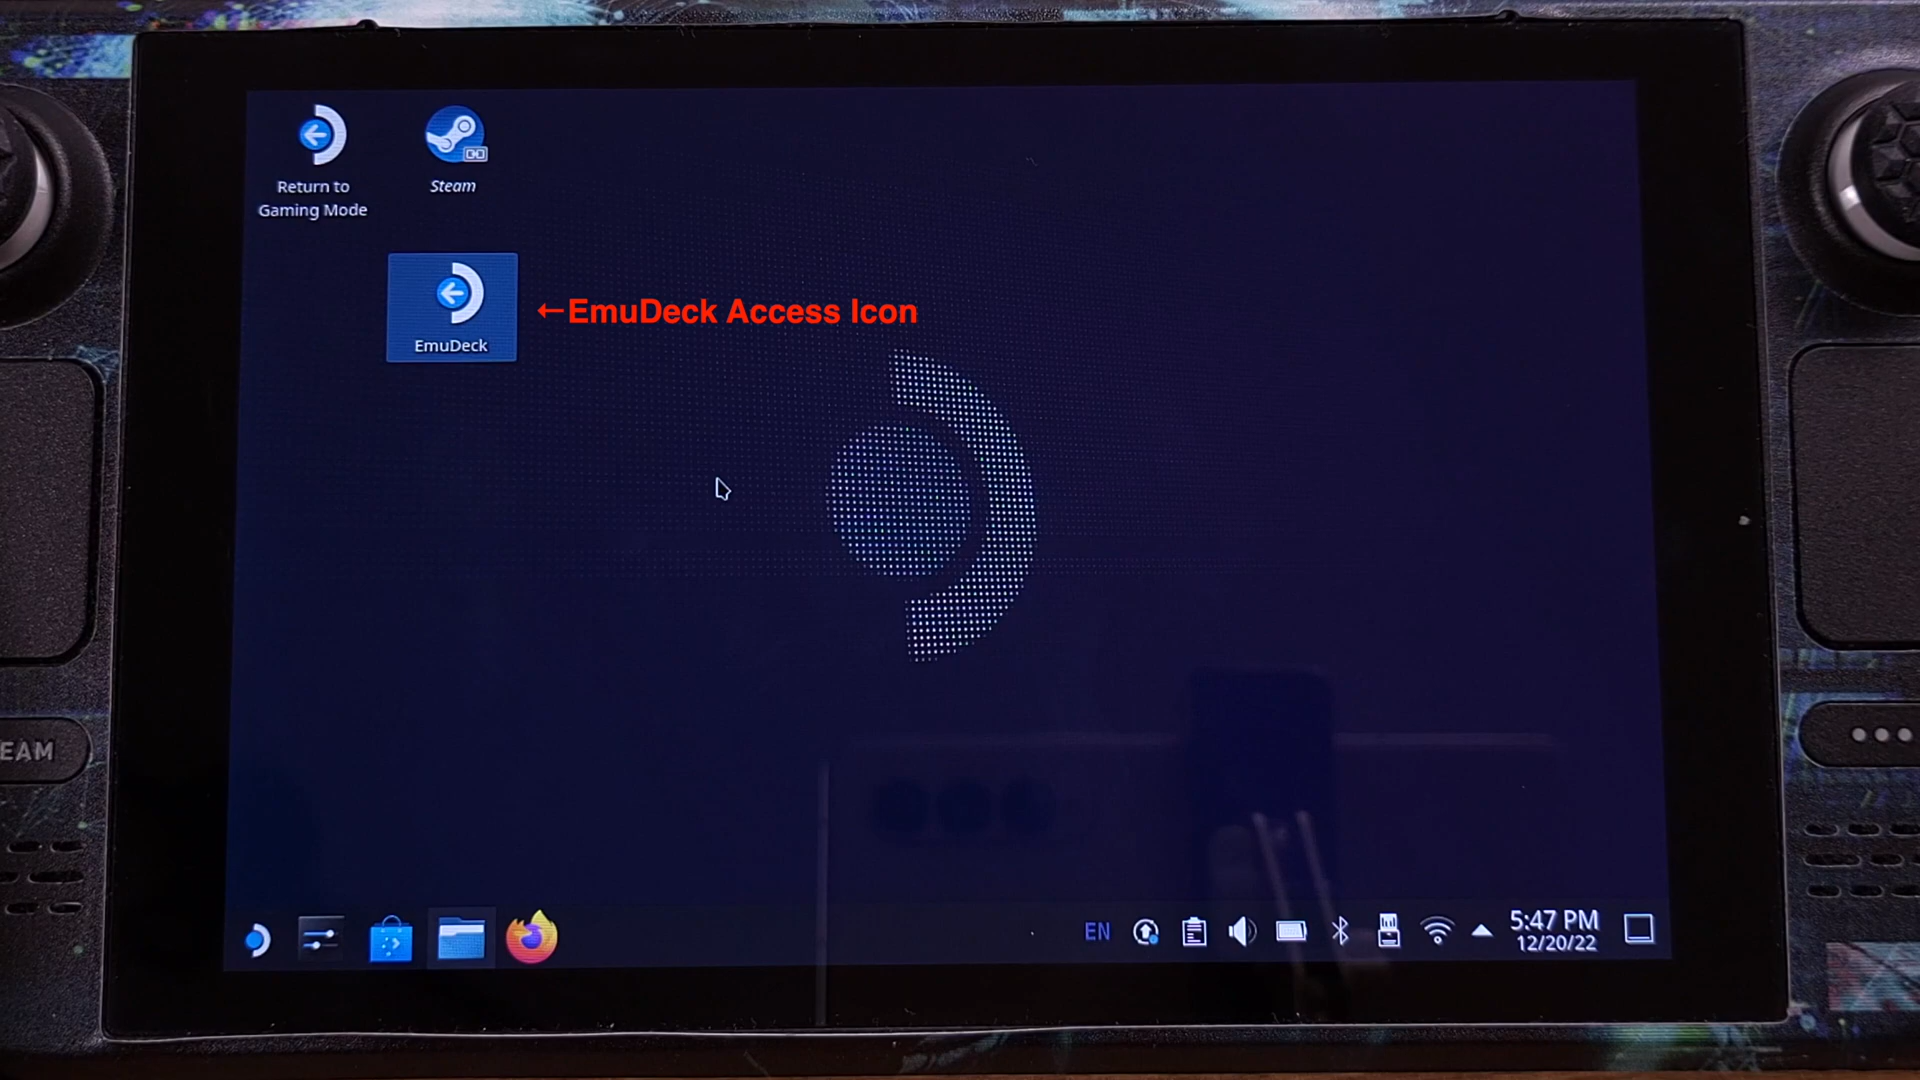 Return to
Gaming Mode
Steam
EmuDeck
←EmuDeck Access Icon
EAM
EN
5:47 PM
12/20/22